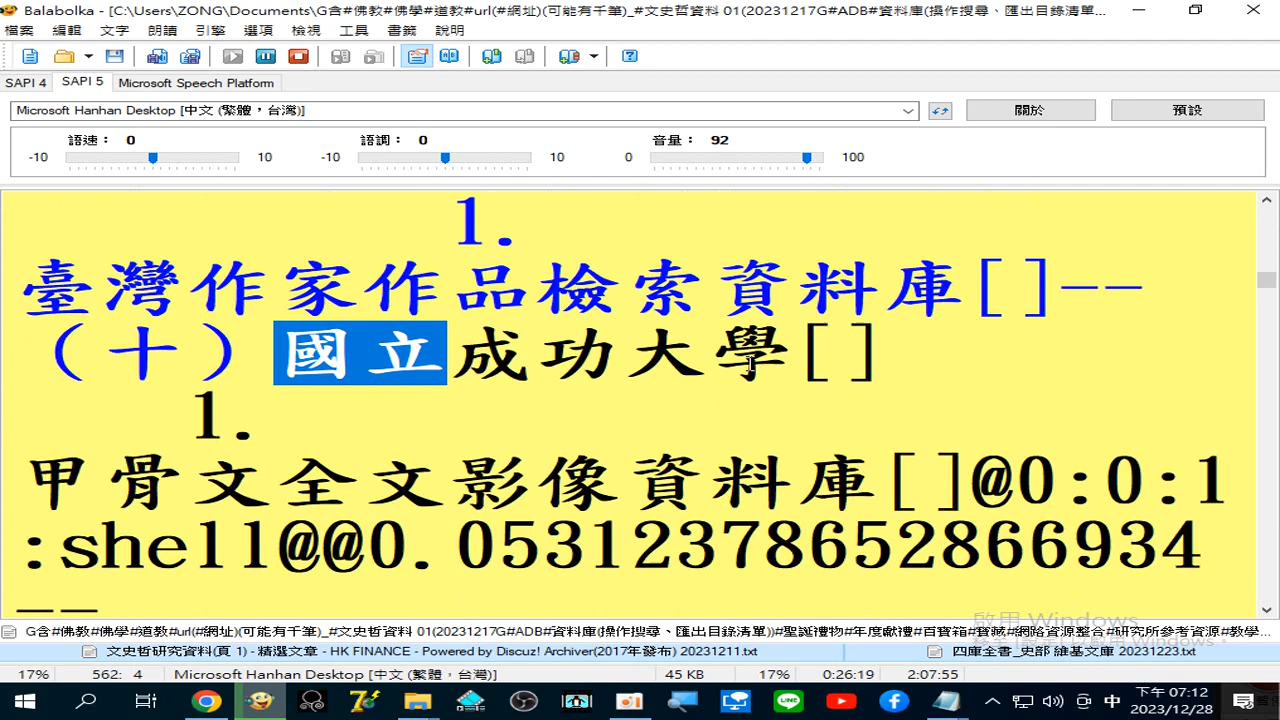 Balabolka - [C:\Users\ZONG\Documents\G含#佛教#佛學#道教#url(#網址)(可能有千筆)_#文史哲資料 01(20231217G#ADB#資料庫(操作搜尋、匯出目錄清單...
檔案 編輯 文字 朗讀 引擎 選項 檢視 工具 書籤 說明
SAPI 4 SAPI 5 Microsoft Speech Platform
Microsoft Hanhan Desktop [中文 (繁體，台灣)] 關於 預設
語速： 0 語調： 0 音量： 92
-10 10 -10 10 0 100
1.
臺灣作家作品檢索資料庫[]--
（十）國立成功大學[]
1.
甲骨文全文影像資料庫[]@0:0:1
:shell@@0.05312378652866934
--
啟用 Windows
G含#佛教#佛學#道教#url(#網址)(可能有千筆)_#文史哲資料 01(20231217G#ADB#資料庫(操作搜尋、匯出目錄清單))#聖誕禮物#年度獻禮#百寶箱#寶城#網路資源整合#研究所參考資源#教學...
文史哲研究資料(頁 1) - 精選文章 - HK FINANCE - Powered by Discuz! Archiver(2017年發布) 20231211.txt 四庫全書_史部 維基文庫 20231223.txt
17% 562: 4 Microsoft Hanhan Desktop [中文 (繁體，台灣)] 45 KB 17% 0:26:19 2:07:55
中 下午 07:12
2023/12/28